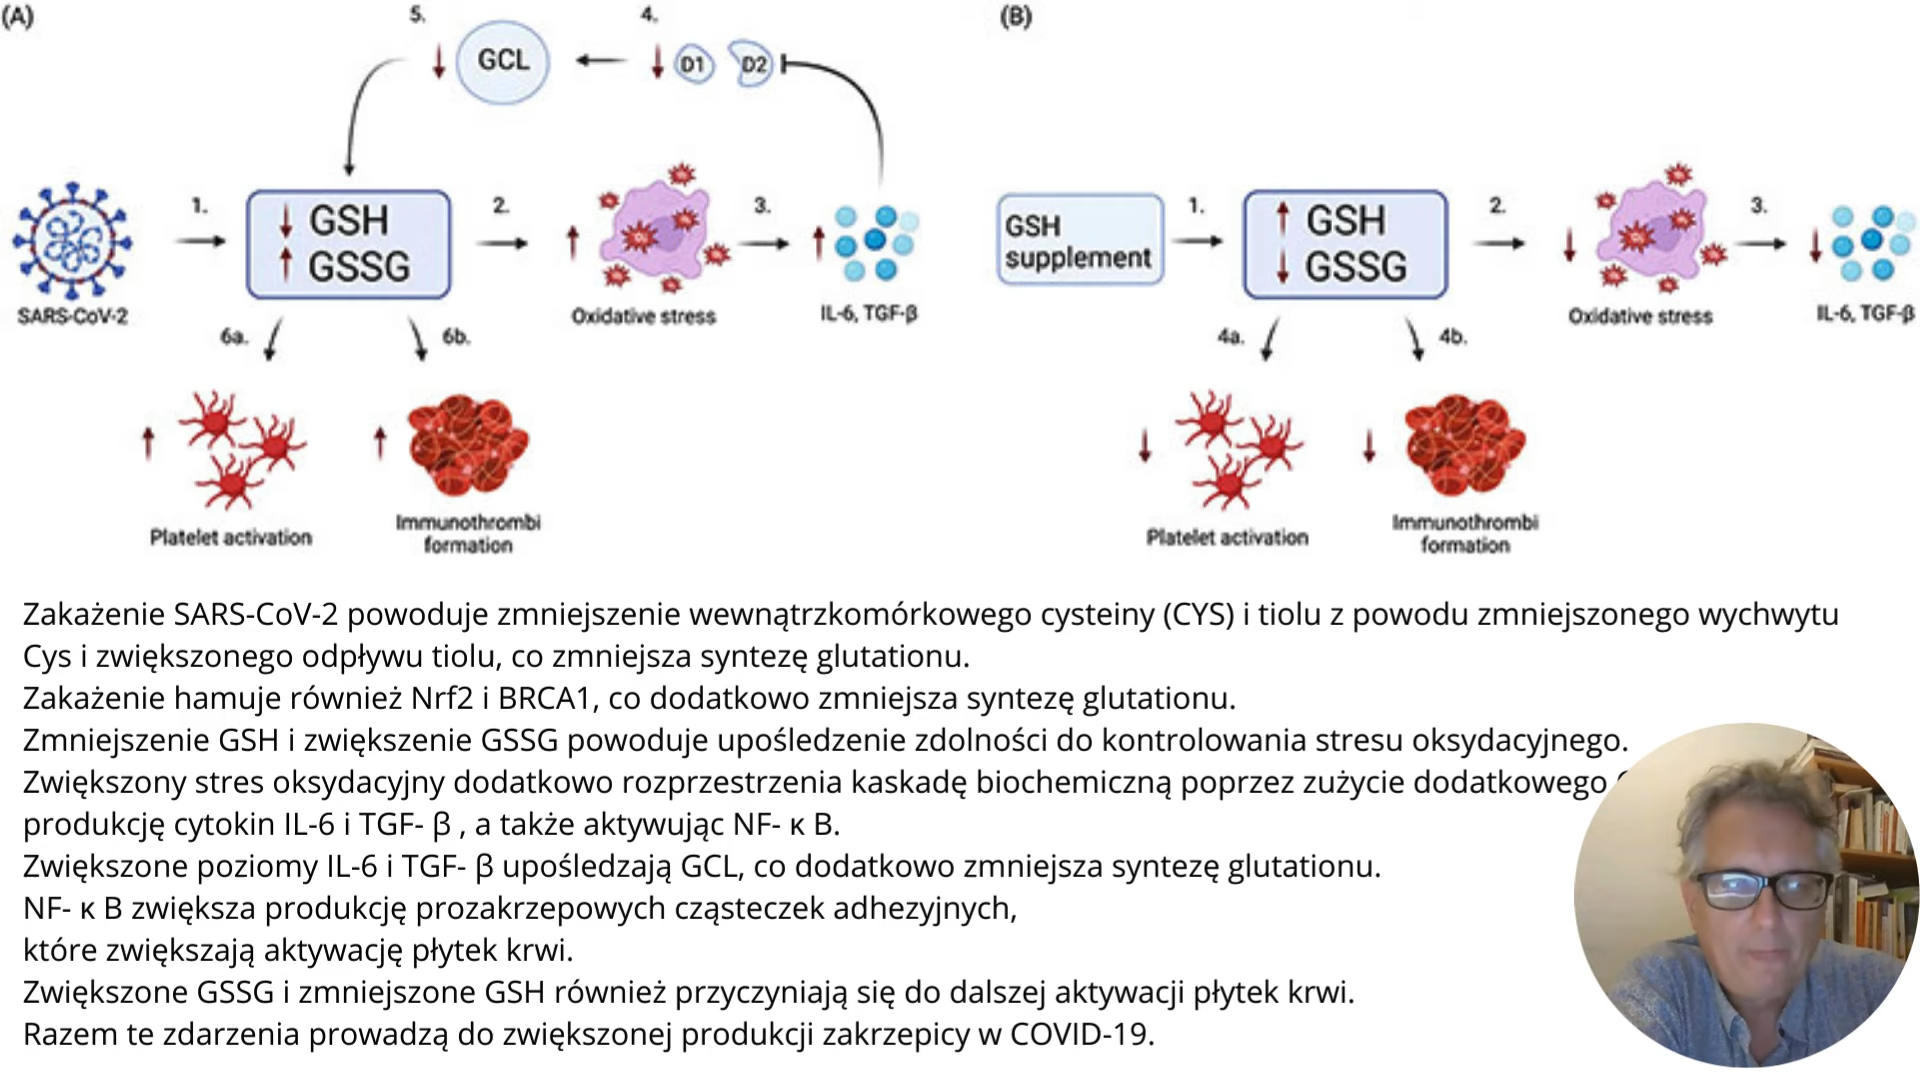 (A)
5.
4.
GCL
D1
D2
SARS-CoV-2
1.
GSH
GSSG
2.
Oxidative stress
3.
IL-6, TGF-β
6a.
6b.
Platelet activation
Immunothrombi
formation
(B)
GSH
supplement
1.
GSH
GSSG
2.
Oxidative stress
3.
IL-6, TGF-β
4a.
4b.
Platelet activation
Immunothrombi
formation
Zakażenie SARS-CoV-2 powoduje zmniejszenie wewnątrzkomórkowego cysteiny (CYS) i tiolu z powodu zmniejszonego wychwytu
Cys i zwiększonego odpływu tiolu, co zmniejsza syntezę glutationu.
Zakażenie hamuje również Nrf2 i BRCA1, co dodatkowo zmniejsza syntezę glutationu.
Zmniejszenie GSH i zwiększenie GSSG powoduje upośledzenie zdolności do kontrolowania stresu oksydacyjnego.
Zwiększony stres oksydacyjny dodatkowo rozprzestrzenia kaskadę biochemiczną poprzez zużycie dodatkowego
produkcję cytokin IL-6 i TGF- β , a także aktywując NF- κ B.
Zwiększone poziomy IL-6 i TGF- β upośledzają GCL, co dodatkowo zmniejsza syntezę glutationu.
NF- κ B zwiększa produkcję prozakrzepowych cząsteczek adhezyjnych,
które zwiększają aktywację płytek krwi.
Zwiększone GSSG i zmniejszone GSH również przyczyniają się do dalszej aktywacji płytek krwi.
Razem te zdarzenia prowadzą do zwiększonej produkcji zakrzepicy w COVID-19.